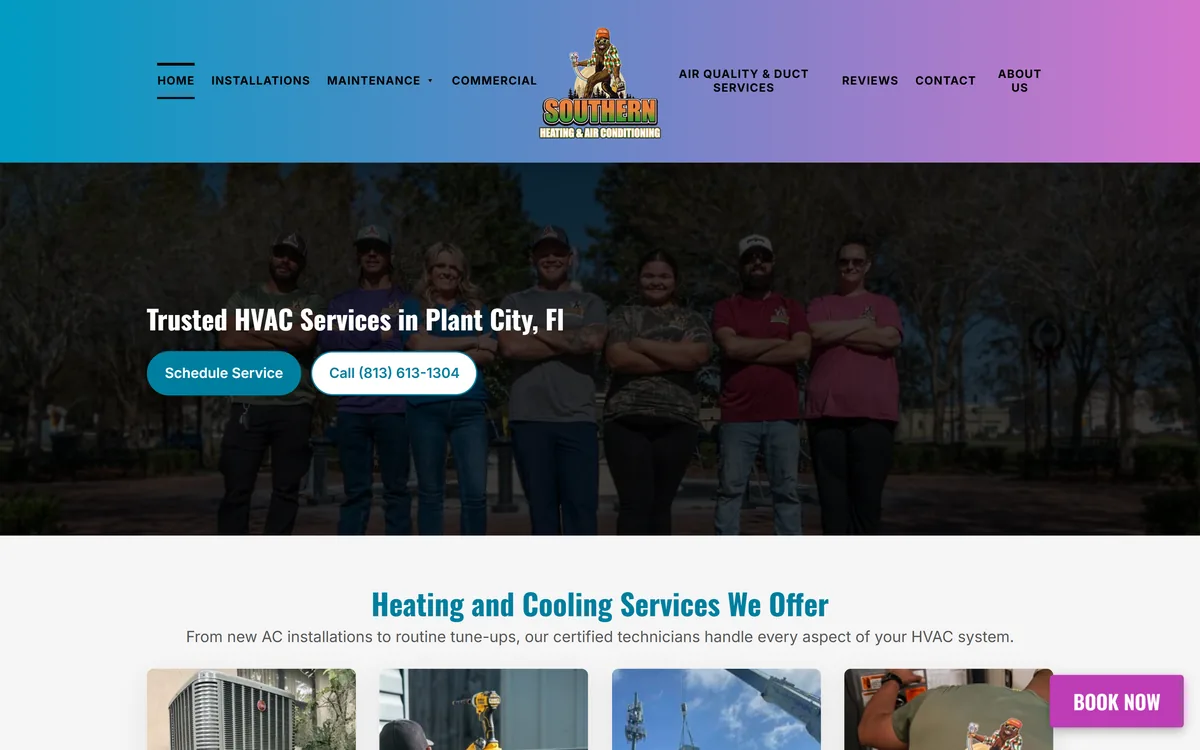 HOME
INSTALLATIONS
MAINTENANCE
COMMERCIAL
SOUTHERN
HEATING & AIR CONDITIONING
AIR QUALITY & DUCT
SERVICES
REVIEWS
CONTACT
ABOUT
US
Trusted HVAC Services in Plant City, Fl
Schedule Service
Call (813) 613-1304
Heating and Cooling Services We Offer
From new AC installations to routine tune-ups, our certified technicians handle every aspect of your HVAC system.
BOOK NOW